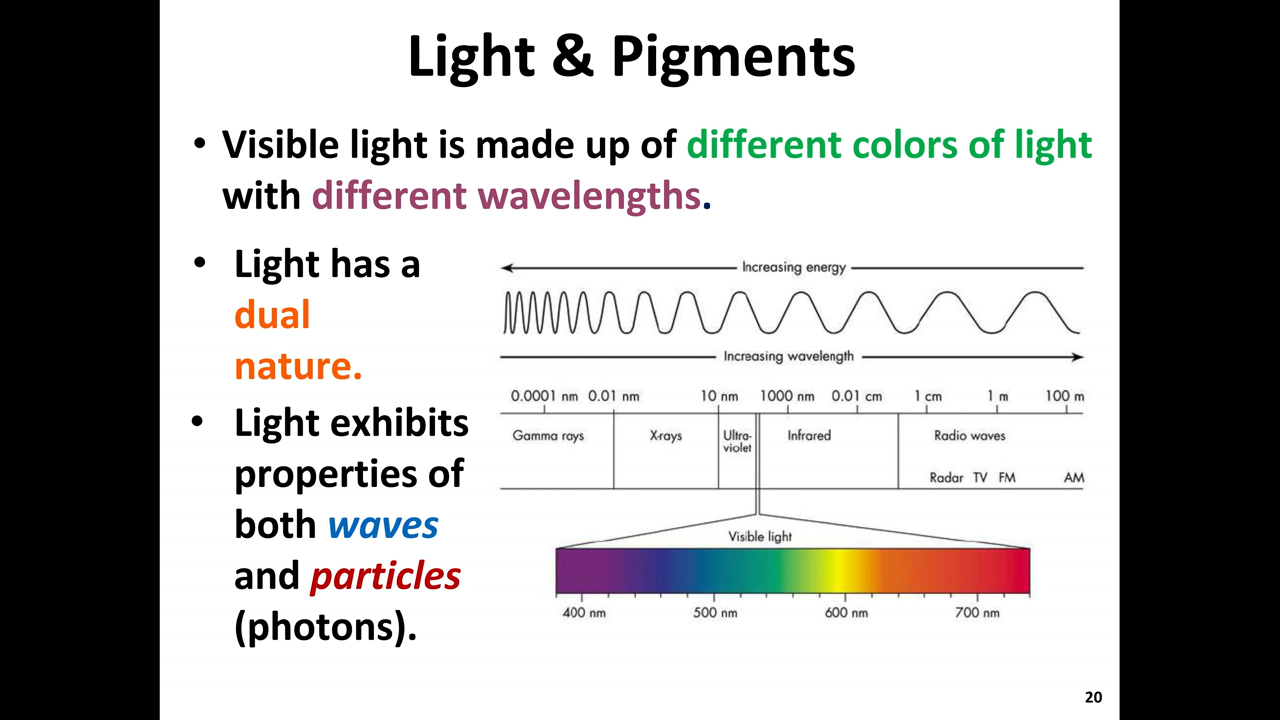 Light & Pigments
• Visible light is made up of different colors of light
with different wavelengths.
• Light has a
dual
nature.
• Light exhibits
properties of
both waves
and particles
(photons).
Increasing energy
Increasing wavelength
0.0001 nm 0.01 nm 10 nm 1000 nm 0.01 cm 1 cm 1 m 100 m
Gamma rays X-rays Ultra-
violet Infrared Radio waves
Radar TV FM AM
Visible light
400 nm 500 nm 600 nm 700 nm
20